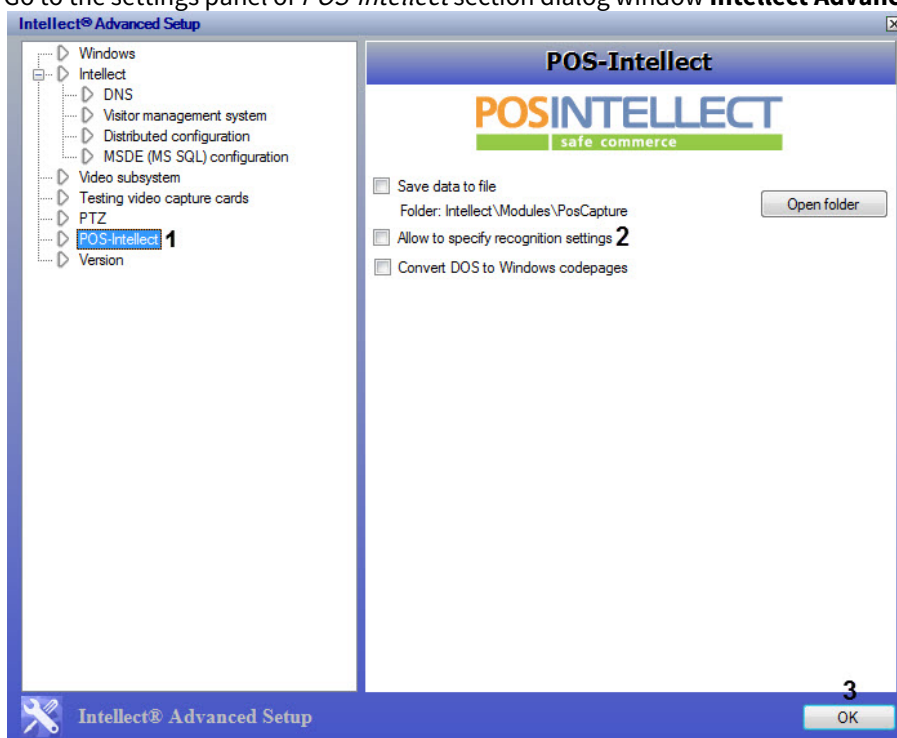 Go to the settings panel of POS-Intellect section dialog window Intellect Advanc
Intellect® Advanced Setup
Windows
Intellect
DNS
Visitor management system
Distributed configuration
MSDE (MS SQL) configuration
Video subsystem
Testing video capture cards
PTZ
POS-Intellect 1
Version
POS-Intellect
POSINTELLECT
safe commerce
Save data to file
Folder: Intellect\Modules\PosCapture
Open folder
Allow to specify recognition settings 2
Convert DOS to Windows codepages
Intellect® Advanced Setup
3
OK